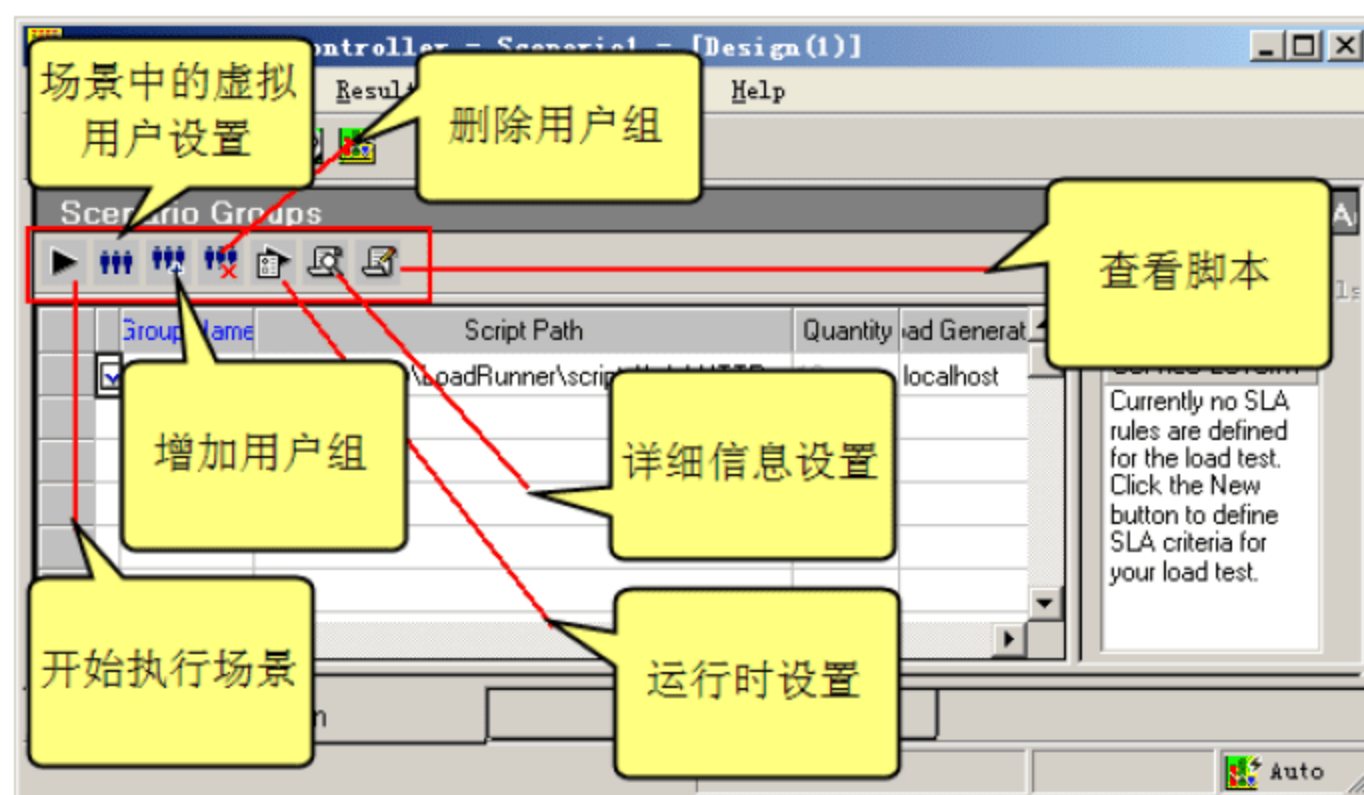 ntroller - Scenario1 - [Design(1)]
场景中的虚拟
用户设置
Result
Help
删除用户组
Scenario Groups
查看脚本
Group Name
Script Path
Quantity
ad Generat
\LoadRunner\script
localhost
增加用户组
详细信息设置
Currently no SLA
rules are defined
for the load test.
Click the New
button to define
SLA criteria for
your load test.
开始执行场景
运行时设置
Auto